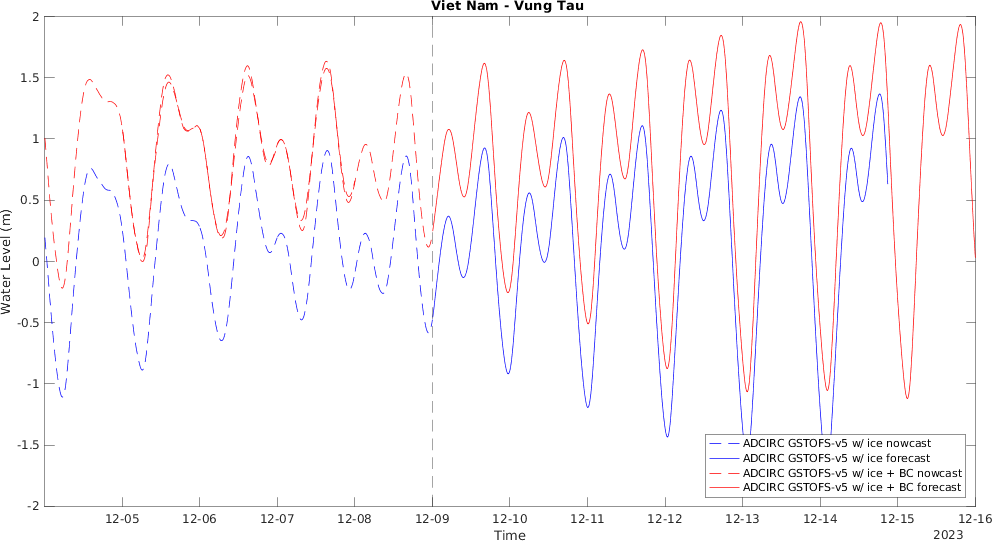 Viet Nam - Vung Tau
Water Level (m)
2
1.5
1
0.5
0
-0.5
-1
-1.5
-2
ADCIRC GSTOFS-v5 w/ ice nowcast
ADCIRC GSTOFS-v5 w/ ice forecast
ADCIRC GSTOFS-v5 w/ ice + BC nowcast
ADCIRC GSTOFS-v5 w/ ice + BC forecast
12-05 12-06 12-07 12-08 12-09 12-10 12-11 12-12 12-13 12-14 12-15 12-16
Time
2023